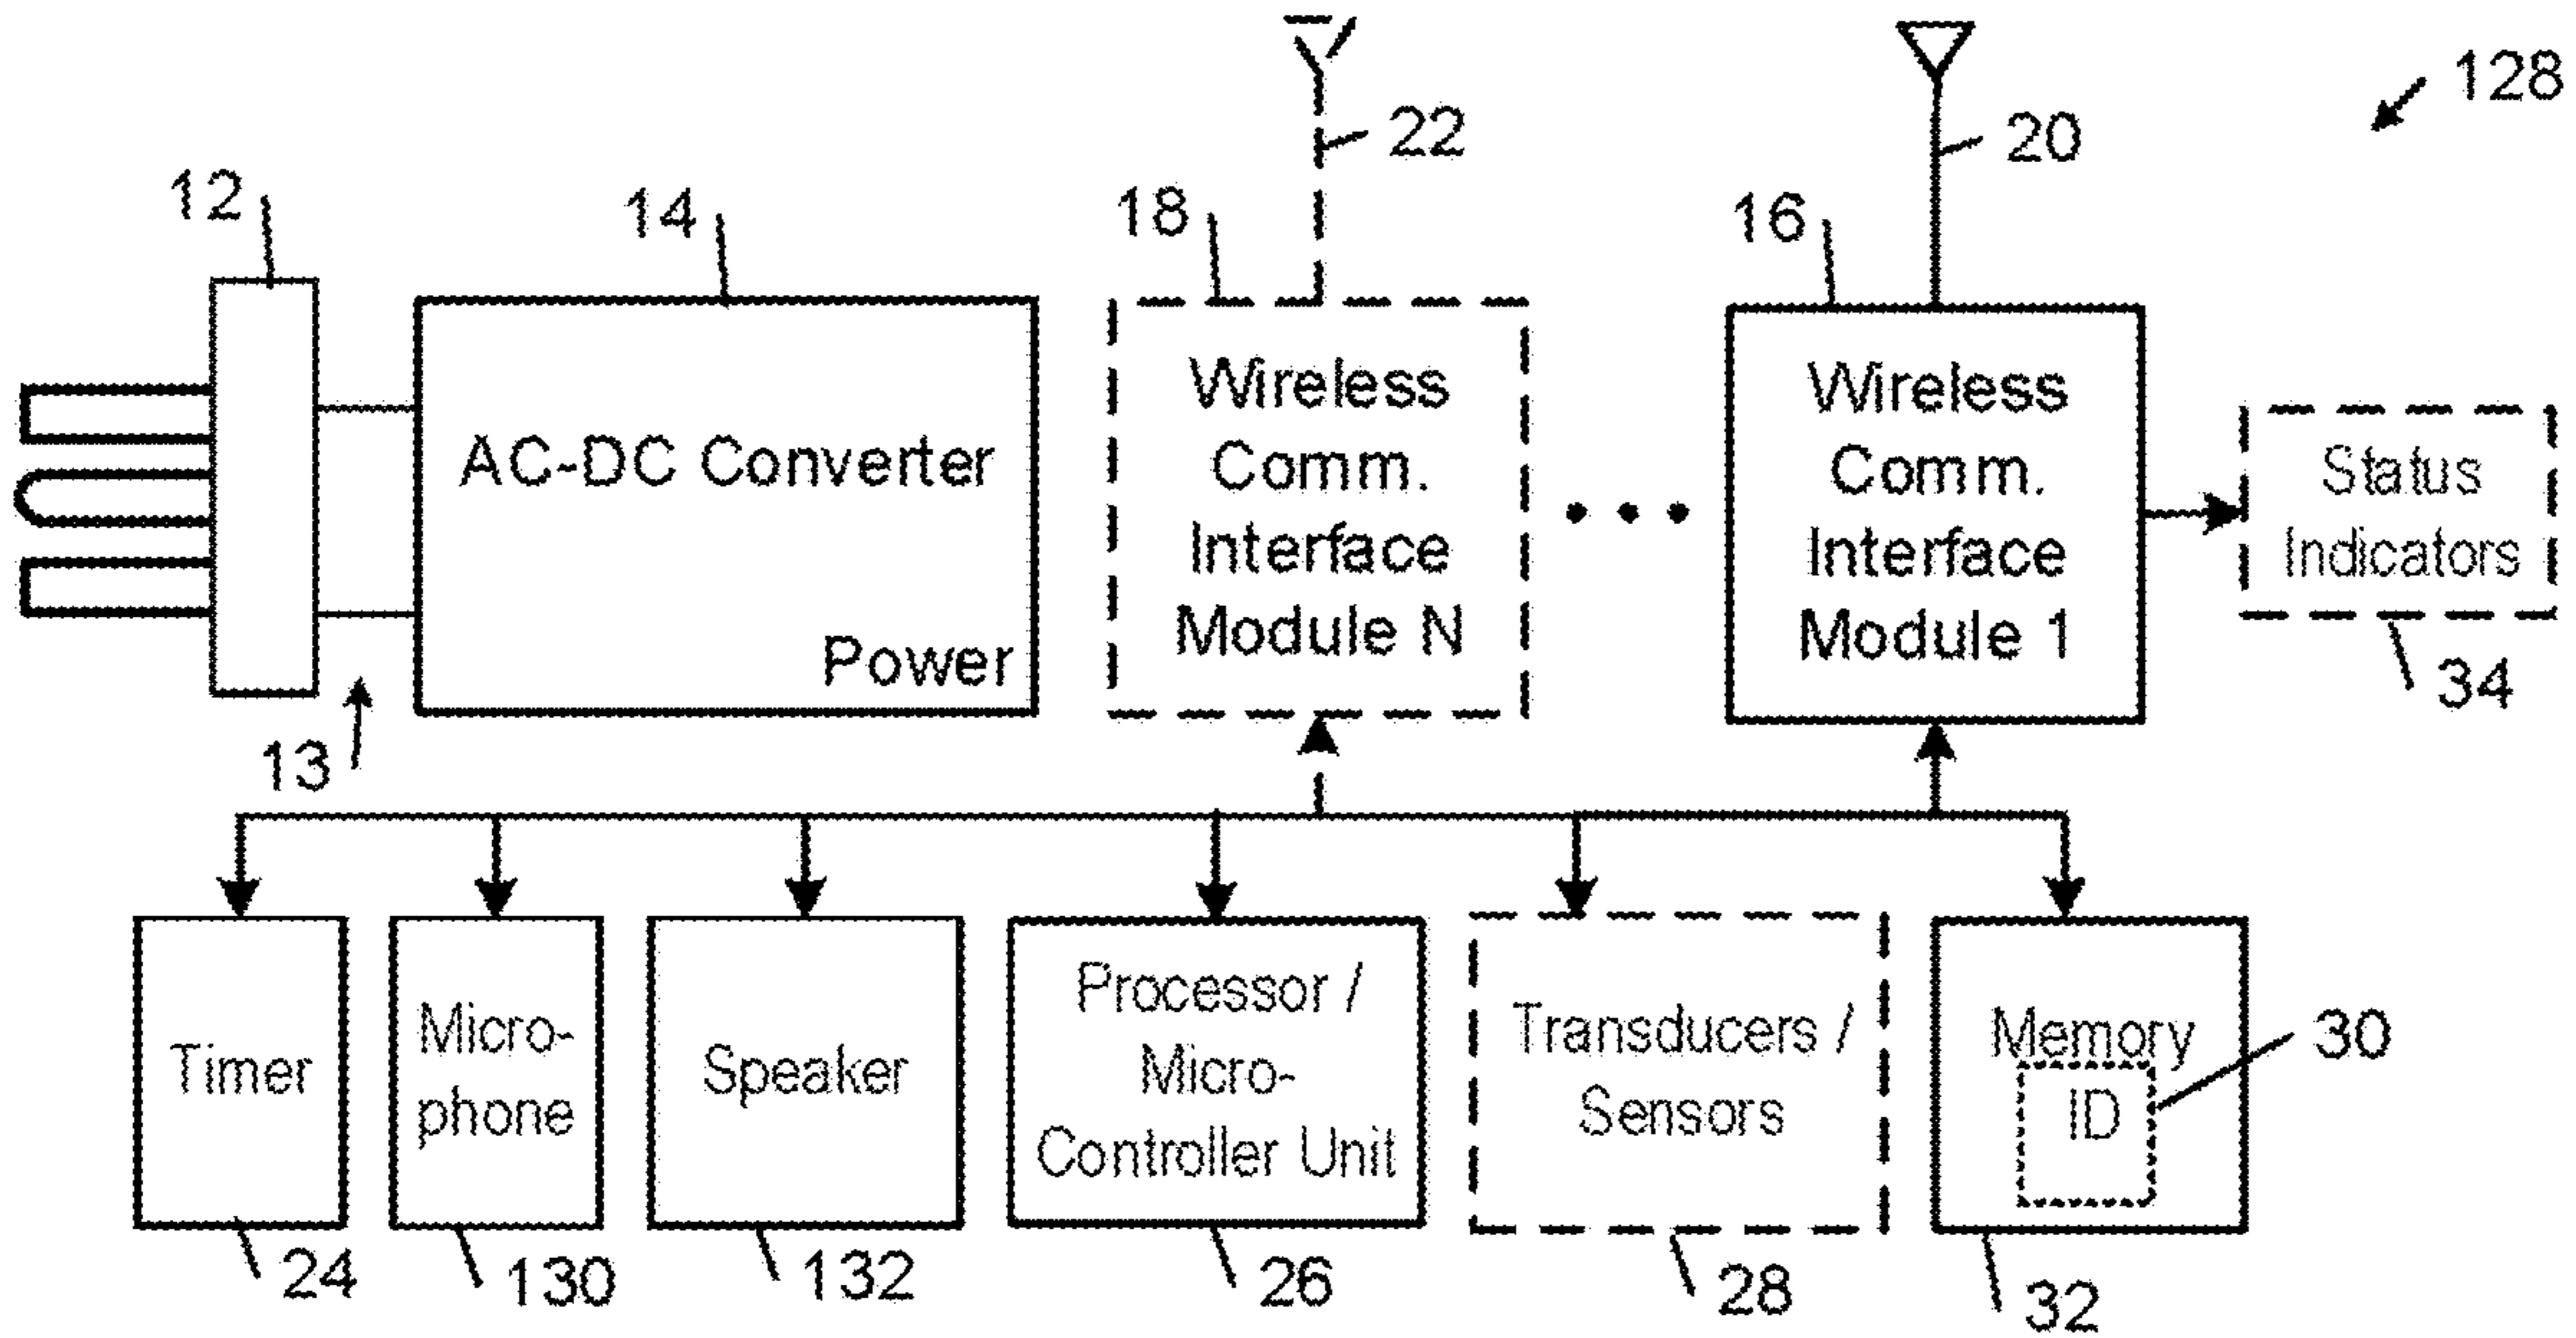 128
22
20
12
14
18
16
AC-DC Converter
Power
Wireless
Comm.
Interface
Module N
Wireless
Comm.
Interface
Module 1
Status
Indicators
34
13
Timer
Micro-
phone
Speaker
Processor /
Micro-
Controller Unit
Transducers /
Sensors
Memory
ID
30
24
130
132
26
28
32